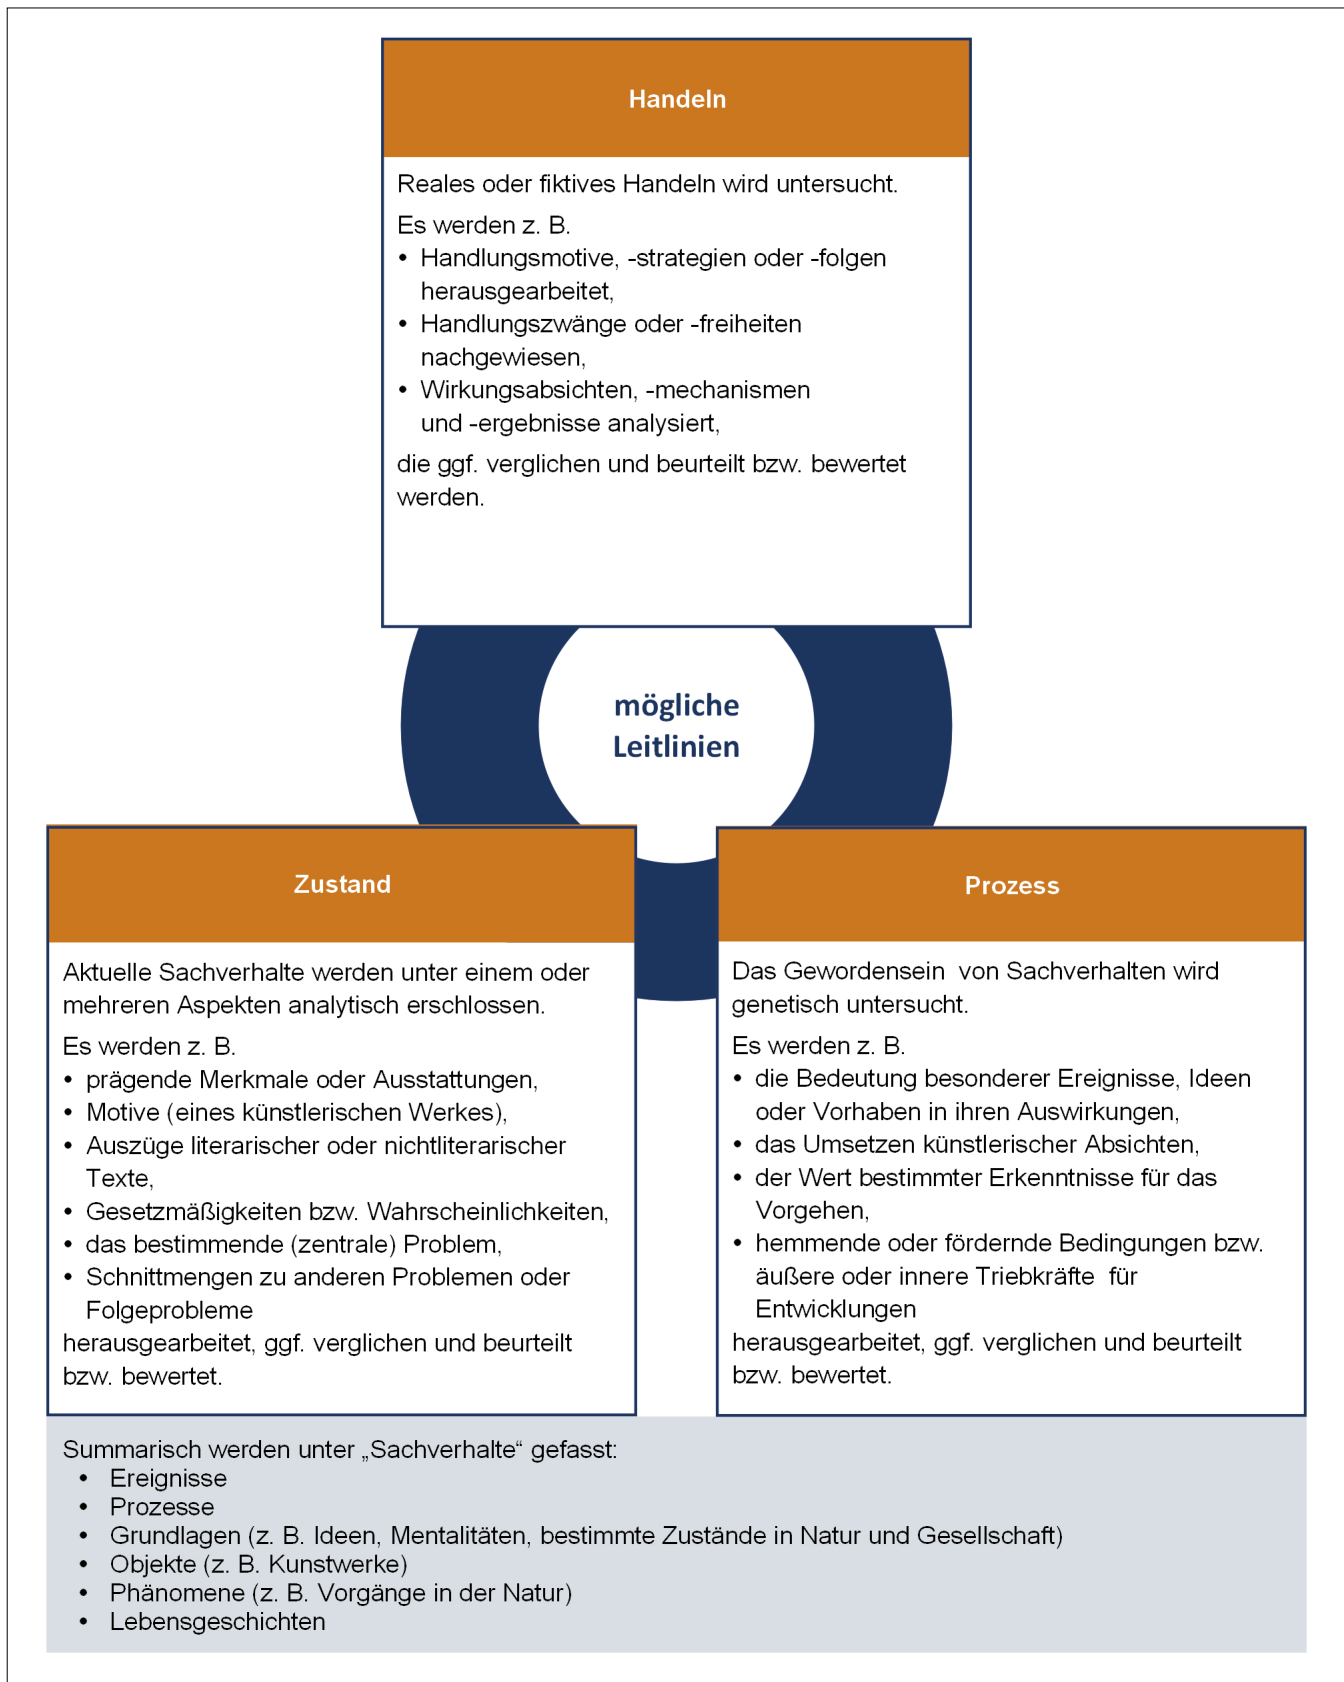 Handeln
Reales oder fiktives Handeln wird untersucht.
Es werden z. B.
• Handlungsmotive, -strategien oder -folgen
herausgearbeitet,
• Handlungszwänge oder -freiheiten
nachgewiesen,
• Wirkungsabsichten, -mechanismen
und -ergebnisse analysiert,
die ggf. verglichen und beurteilt bzw. bewertet
werden.
mögliche
Leitlinien
Zustand
Aktuelle Sachverhalte werden unter einem oder
mehreren Aspekten analytisch erschlossen.
Es werden z. B.
• prägende Merkmale oder Ausstattungen,
• Motive (eines künstlerischen Werkes),
• Auszüge literarischer oder nichtliterarischer
Texte,
• Gesetzmäßigkeiten bzw. Wahrscheinlichkeiten,
• das bestimmende (zentrale) Problem,
• Schnittmengen zu anderen Problemen oder
Folgeprobleme
herausgearbeitet, ggf. verglichen und beurteilt
bzw. bewertet.
Prozess
Das Gewordensein von Sachverhalten wird
genetisch untersucht.
Es werden z. B.
• die Bedeutung besonderer Ereignisse, Ideen
oder Vorhaben in ihren Auswirkungen,
• das Umsetzen künstlerischer Absichten,
• der Wert bestimmter Erkenntnisse für das
Vorgehen,
• hemmende oder fördernde Bedingungen bzw.
äußere oder innere Triebkräfte für
Entwicklungen
herausgearbeitet, ggf. verglichen und beurteilt
bzw. bewertet.
Summarisch werden unter „Sachverhalte“ gefasst:
• Ereignisse
• Prozesse
• Grundlagen (z. B. Ideen, Mentalitäten, bestimmte Zustände in Natur und Gesellschaft)
• Objekte (z. B. Kunstwerke)
• Phänomene (z. B. Vorgänge in der Natur)
• Lebensgeschichten